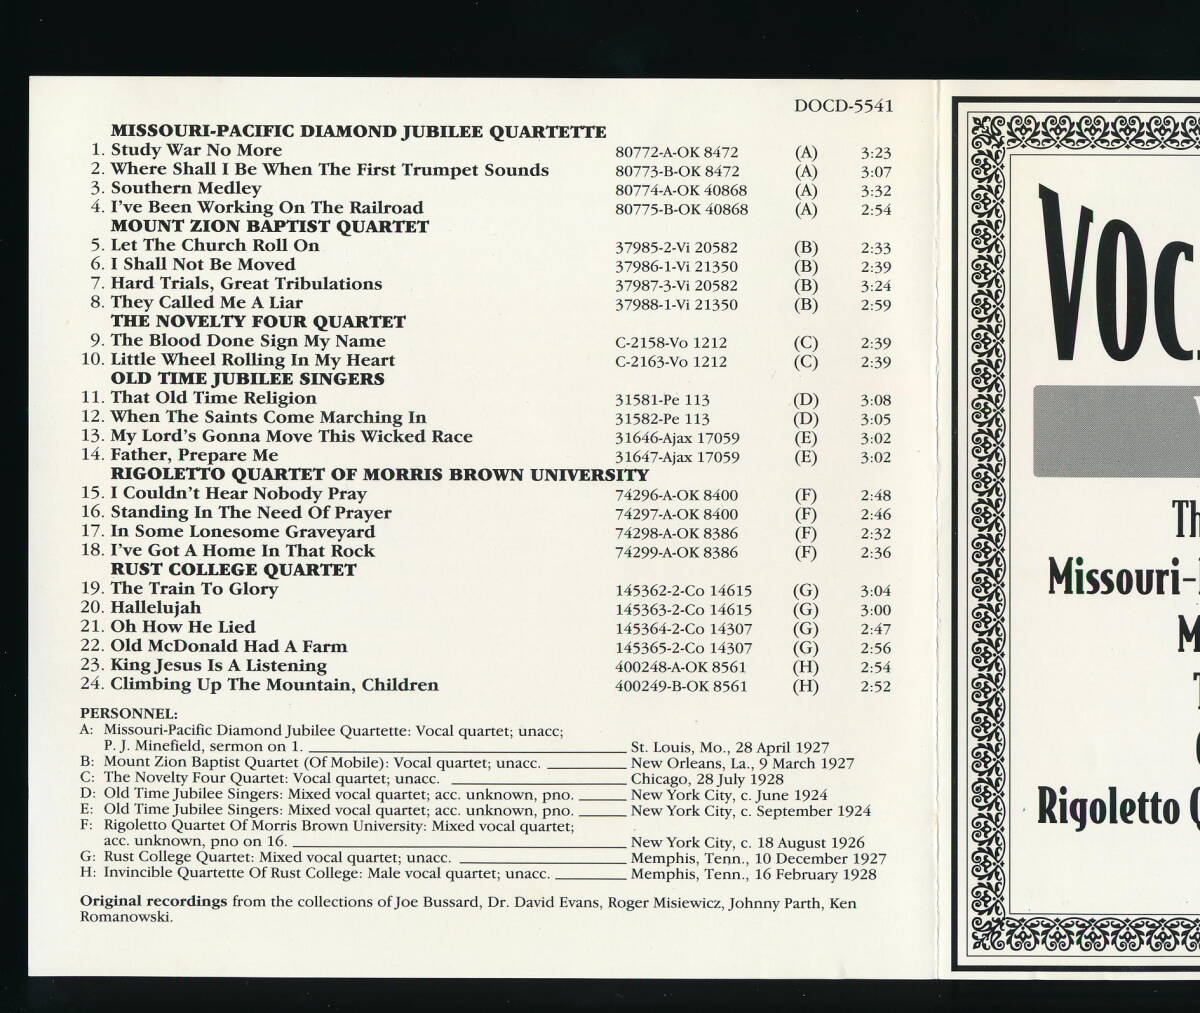 DOCD-5541
MISSOURI-PACIFIC DIAMOND JUBILEE QUARTETTE
1. Study War No More 80772-A-OK 8472 (A) 3:23
2. Where Shall I Be When The First Trumpet Sounds 80773-B-OK 8472 (A) 3:07
3. Southern Medley 80774-A-OK 40868 (A) 3:32
4. I've Been Working On The Railroad 80775-B-OK 40868 (A) 2:54
MOUNT ZION BAPTIST QUARTET
5. Let The Church Roll On 37985-2-Vi 20582 (B) 2:33
6. I Shall Not Be Moved 37986-1-Vi 21350 (B) 2:39
7. Hard Trials, Great Tribulations 37987-3-Vi 20582 (B) 3:24
8. They Called Me A Liar 37988-1-Vi 21350 (B) 2:59
THE NOVELTY FOUR QUARTET
9. The Blood Done Sign My Name C-2158-Vo 1212 (C) 2:39
10. Little Wheel Rolling In My Heart C-2163-Vo 1212 (C) 2:39
OLD TIME JUBILEE SINGERS
11. That Old Time Religion 31581-Pe 113 (D) 3:08
12. When The Saints Come Marching In 31582-Pe 113 (D) 3:05
13. My Lord's Gonna Move This Wicked Race 31646-Ajax 17059 (E) 3:02
14. Father, Prepare Me 31647-Ajax 17059 (E) 3:02
RIGOLETTO QUARTET OF MORRIS BROWN UNIVERSITY
15. I Couldn't Hear Nobody Pray 74296-A-OK 8400 (F) 2:48
16. Standing In The Need Of Prayer 74297-A-OK 8400 (F) 2:46
17. In Some Lonesome Graveyard 74298-A-OK 8386 (F) 2:32
18. I've Got A Home In That Rock 74299-A-OK 8386 (F) 2:36
RUST COLLEGE QUARTET
19. The Train To Glory 145362-2-Co 14615 (G) 3:04
20. Hallelujah 145363-2-Co 14615 (G) 3:00
21. Oh How He Lied 145364-2-Co 14307 (G) 2:47
22. Old McDonald Had A Farm 145365-2-Co 14307 (G) 2:56
23. King Jesus Is A Listening 400248-A-OK 8561 (H) 2:54
24. Climbing Up The Mountain, Children 400249-B-OK 8561 (H) 2:52
PERSONNEL:
A: Missouri-Pacific Diamond Jubilee Quartette: Vocal quartet; unacc;
P. J. Minefield, sermon on 1. St. Louis, Mo., 28 April 1927
B: Mount Zion Baptist Quartet (Of Mobile): Vocal quartet; unacc. New Orleans, La., 9 March 1927
C: The Novelty Four Quartet: Vocal quartet; unacc. Chicago, 28 July 1928
D: Old Time Jubilee Singers: Mixed vocal quartet; acc. unknown, pno. New York City, c. June 1924
E: Old Time Jubilee Singers: Mixed vocal quartet; acc. unknown, pno. New York City, c. September 1924
F: Rigoletto Quartet Of Morris Brown University: Mixed vocal quartet;
acc. unknown, pno on 16. New York City, c. 18 August 1926
G: Rust College Quartet: Mixed vocal quartet; unacc. Memphis, Tenn., 10 December 1927
H: Invincible Quartette Of Rust College: Male vocal quartet; unacc. Memphis, Tenn., 16 February 1928
Original recordings from the collections of Joe Bussard, Dr. David Evans, Roger Misiewicz, Johnny Parth, Ken
Romanowski.
Voc
Th
Missouri-
M
T
Rigoletto Q